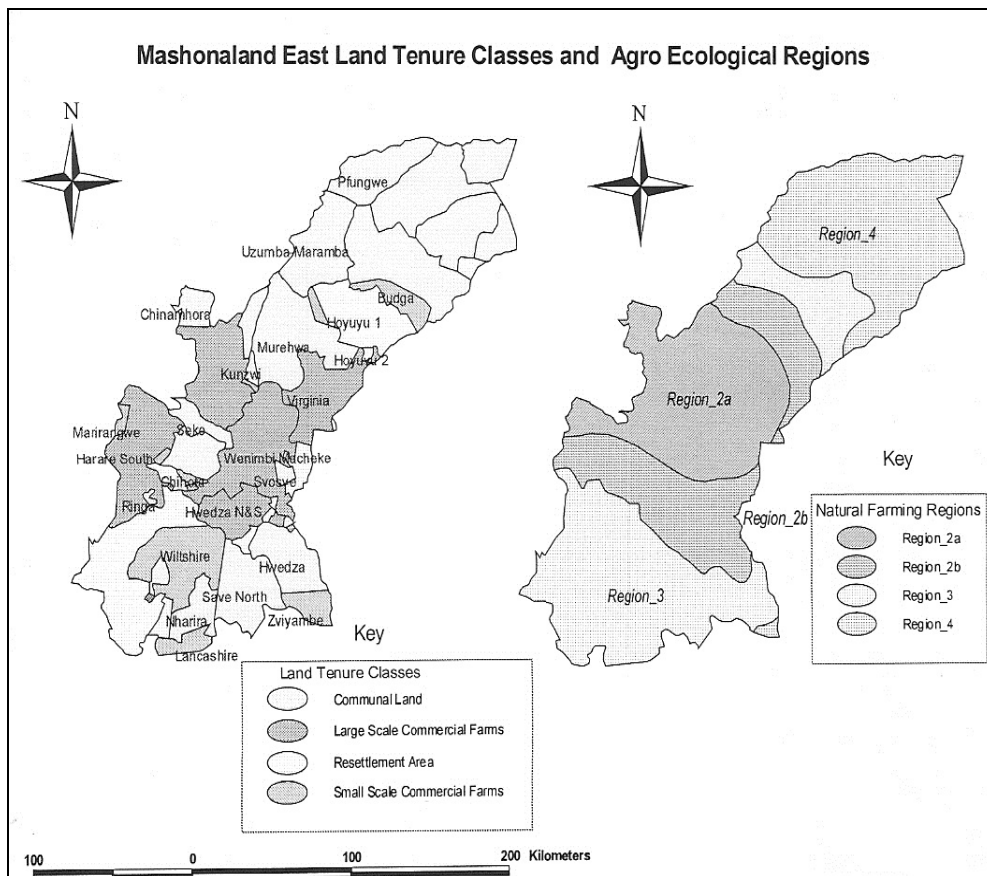 Mashonaland East Land Tenure Classes and Agro Ecological Regions
N
Pfungwe
Uzumba-Maramba
Budga
Chinamhora
Hoyuyu 1
Murehwa
Hoyuyu 2
Kunzwi
Virginia
Seke
Marirangwe
Harare South
Wenimbi-Macheke
Shihota
Svosve
Ringa
Hwedza N&S
Wiltshire
Hwedza
Save North
Nharira
Zviyambe
Lancashire
Key
Land Tenure Classes
Communal Land
Large Scale Commercial Farms
Resettlement Area
Small Scale Commercial Farms
100 0 100 200 Kilometers
N
Region_4
Region_2a
Region_2b
Region_3
Key
Natural Farming Regions
Region_2a
Region_2b
Region_3
Region_4